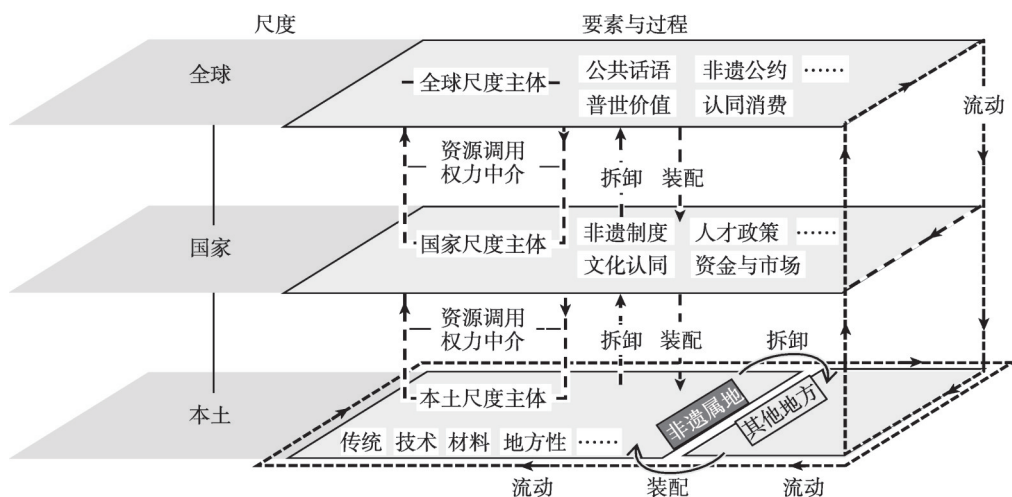 尺度 要素与过程
全球
全球尺度主体
公共话语 非遗公约 ……
普世价值 认同消费
流动
资源调用
权力中介
拆卸 装配
国家
国家尺度主体
非遗制度 人才政策 ……
文化认同 资金与市场
资源调用
权力中介
拆卸 装配
拆卸
本土
本土尺度主体
非遗属地
其他地方
传统 技术 材料 地方性 ……
流动 装配 流动